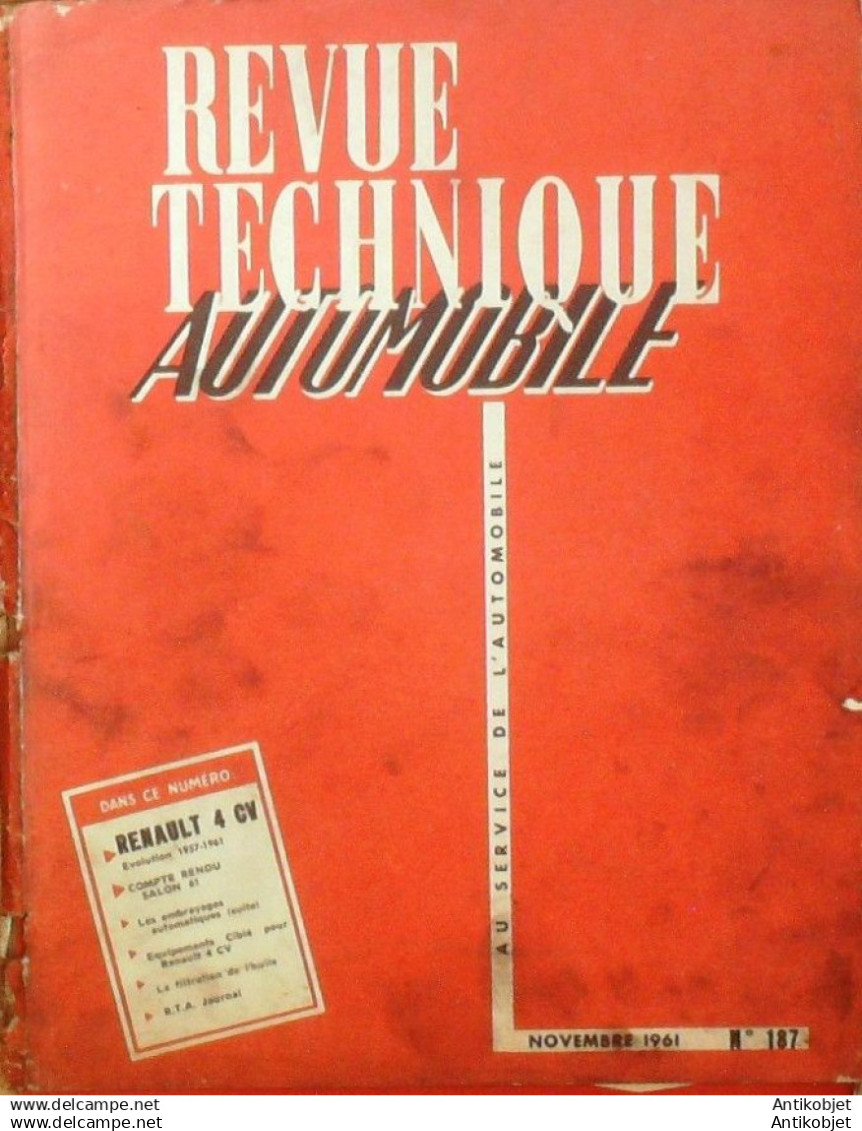 REVUE
TECHNIQUE
AUTOMOBILE
AU SERVICE DE L'AUTOMOBILE
DANS CE NUMÉRO
RENAULT 4 CV
Evolution 1957-1961
COMPTE RENDU
SALON 61
Les embrayages
automatiques (suite)
Equipements Ciblé pour
Renault 4 CV
La filtration de l'huile
R.T.A. Journal
NOVEMBRE 1961 N° 187
www.delcampe.net
Antikobjet
www.delcampe.net
Antikobjet